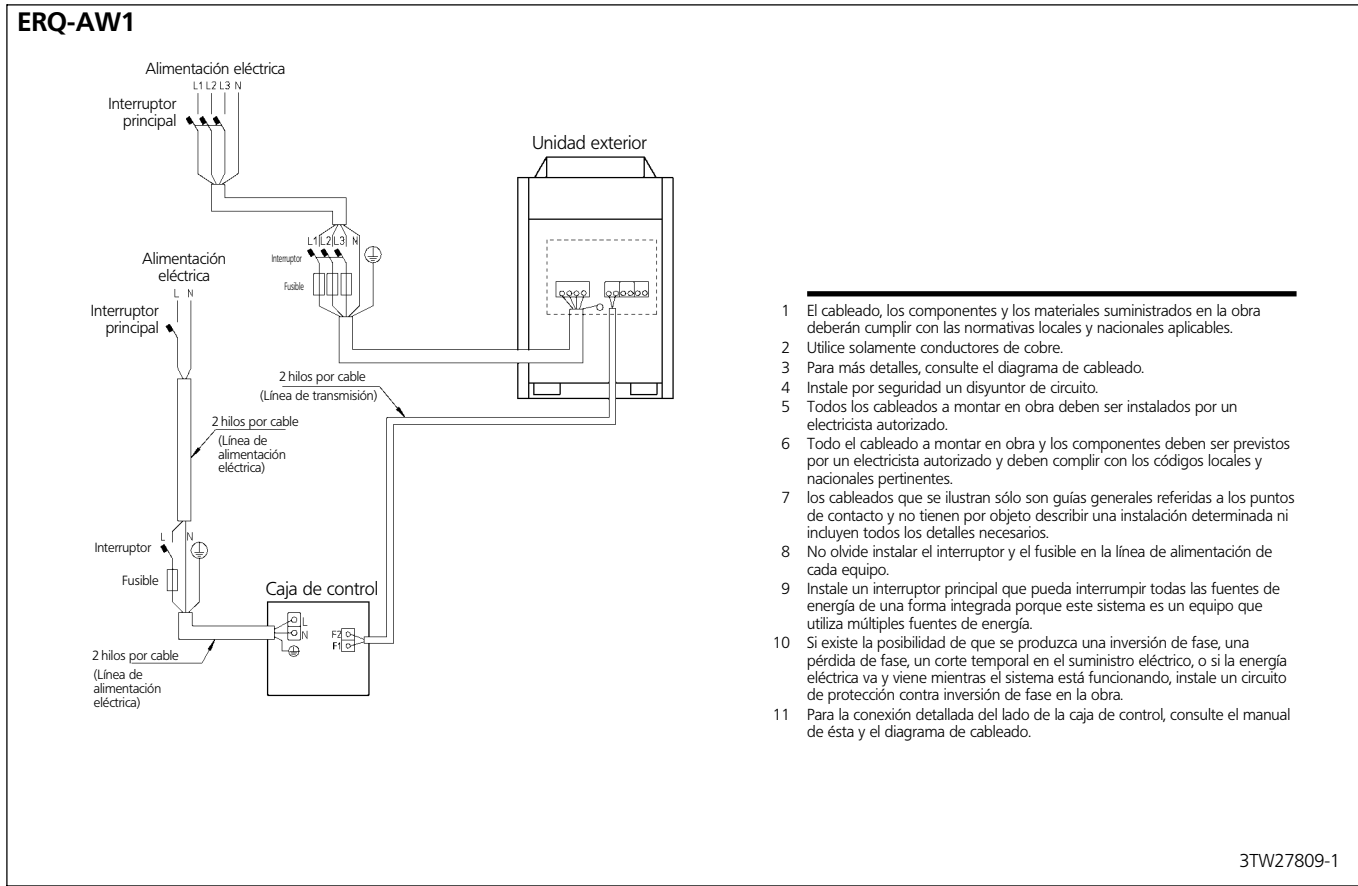 ERQ-AW1
Alimentación eléctrica
L1 L2 L3 N
Interruptor
principal
Unidad exterior
L1 L2 L3 N
Interruptor
Fusible
Alimentación
eléctrica
L N
Interruptor
principal
2 hilos por cable
(Línea de transmisión)
2 hilos por cable
(Línea de
alimentación
eléctrica)
L N
Interruptor
Fusible
Caja de control
L
N
F2
F1
2 hilos por cable
(Línea de
alimentación
eléctrica)
1 El cableado, los componentes y los materiales suministrados en la obra
deberán cumplir con las normativas locales y nacionales aplicables.
2 Utilice solamente conductores de cobre.
3 Para más detalles, consulte el diagrama de cableado.
4 Instale por seguridad un disyuntor de circuito.
5 Todos los cableados a montar en obra deben ser instalados por un
electricista autorizado.
6 Todo el cableado a montar en obra y los componentes deben ser previstos
por un electricista autorizado y deben complir con los códigos locales y
nacionales pertinentes.
7 los cableados que se ilustran sólo son guías generales referidas a los puntos
de contacto y no tienen por objeto describir una instalación determinada ni
incluyen todos los detalles necesarios.
8 No olvide instalar el interruptor y el fusible en la línea de alimentación de
cada equipo.
9 Instale un interruptor principal que pueda interrumpir todas las fuentes de
energía de una forma integrada porque este sistema es un equipo que
utiliza múltiples fuentes de energía.
10 Si existe la posibilidad de que se produzca una inversión de fase, una
pérdida de fase, un corte temporal en el suministro eléctrico, o si la energía
eléctrica va y viene mientras el sistema está funcionando, instale un circuito
de protección contra inversión de fase en la obra.
11 Para la conexión detallada del lado de la caja de control, consulte el manual
de ésta y el diagrama de cableado.
3TW27809-1